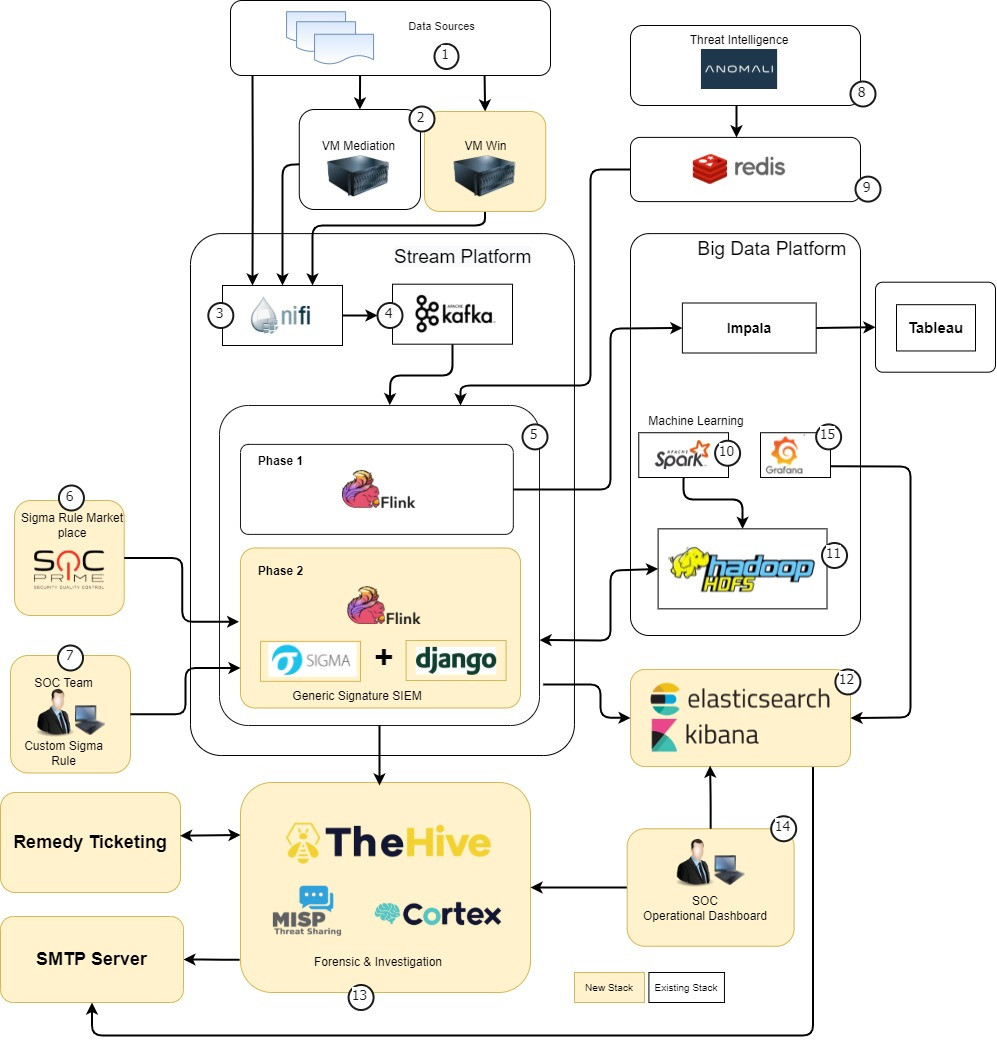 Data Sources
1
Threat Intelligence
ANOMALI
8
2
VM Mediation
VM Win
redis
9
Stream Platform
Big Data Platform
3
nifi
4
APACHE
kafka
Impala
Tableau
5
Machine Learning
APACHE
Spark
10
15
Grafana
Phase 1
Flink
6
Sigma Rule Market
place
SOC
PRIME
SECURITY QUALITY CONTROL
hadoop
HDFS
11
Phase 2
Flink
SIGMA
+
django
Generic Signature SIEM
7
SOC Team
Custom Sigma
Rule
12
elasticsearch
kibana
Remedy Ticketing
TheHive
MISP
Threat Sharing
Cortex
Forensic & Investigation
13
14
SOC
Operational Dashboard
SMTP Server
New Stack
Existing Stack